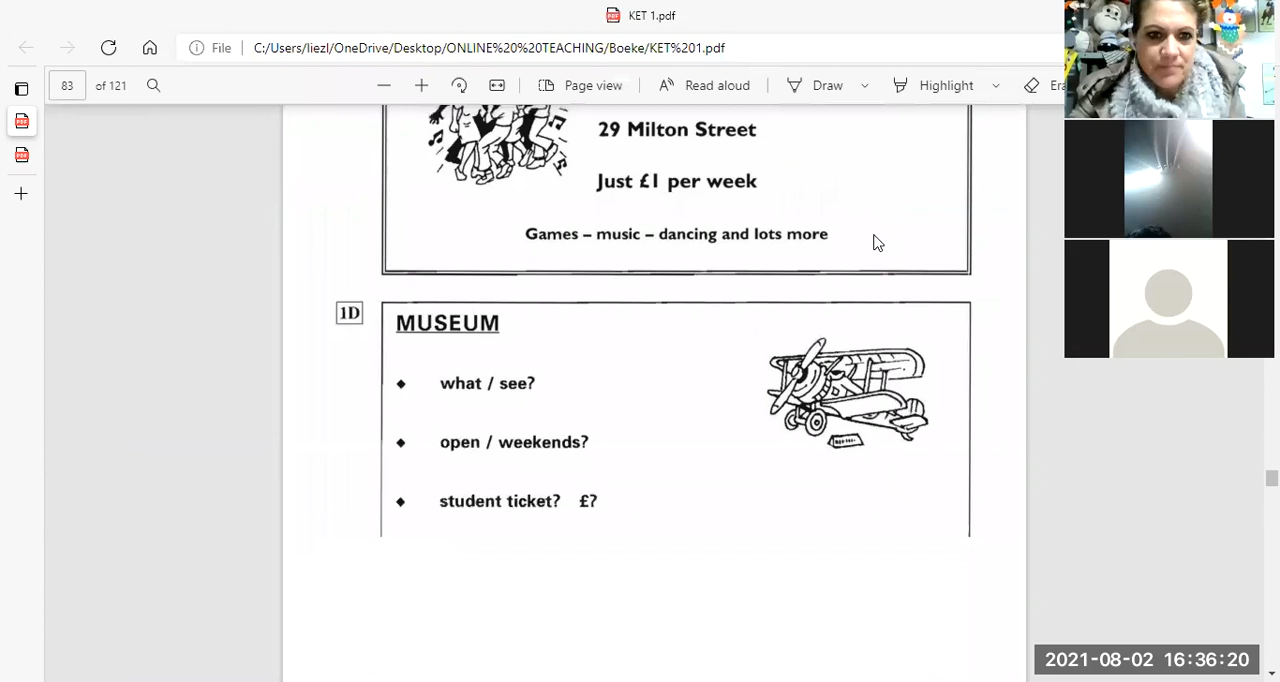 KET 1.pdf
File | C:/Users/liezl/OneDrive/Desktop/ONLINE%20%20TEACHING/Boeke/KET%201.pdf
83 of 121 Page view Read aloud Draw Highlight Era
29 Milton Street
Just £1 per week
Games – music – dancing and lots more
1D
MUSEUM
what / see?
open / weekends?
student ticket? £?
2021-08-02 16:36:20